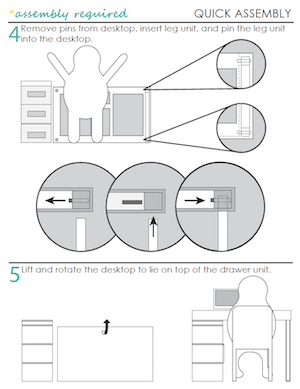 *assembly required
QUICK ASSEMBLY
4 Remove pins from desktop, insert leg unit, and pin the leg unit
into the desktop.
5 Lift and rotate the desktop to lie on top of the drawer unit.